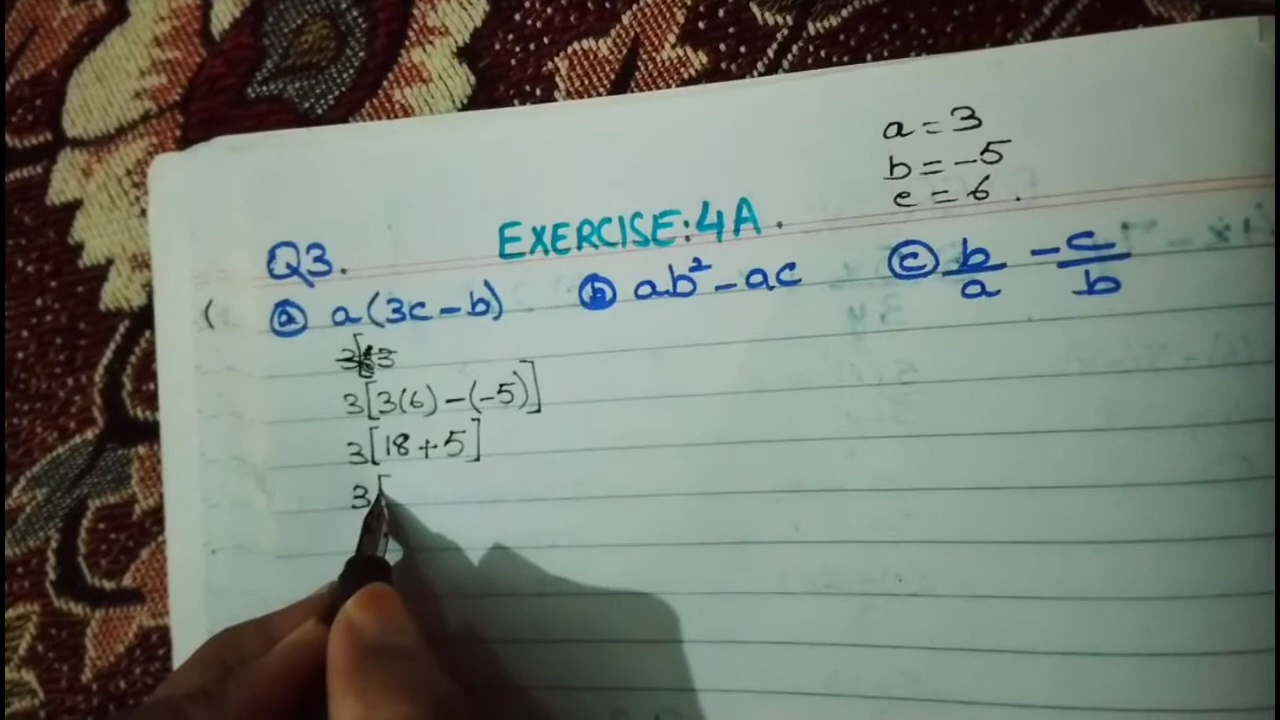 a = 3
b = -5
c = 6.
EXERCISE:4A.
Q3.
(a) a(3c-b) (b) ab² - ac (c) b/a - c/b
3[3(6)-(-5)]
3[18+5]
3[